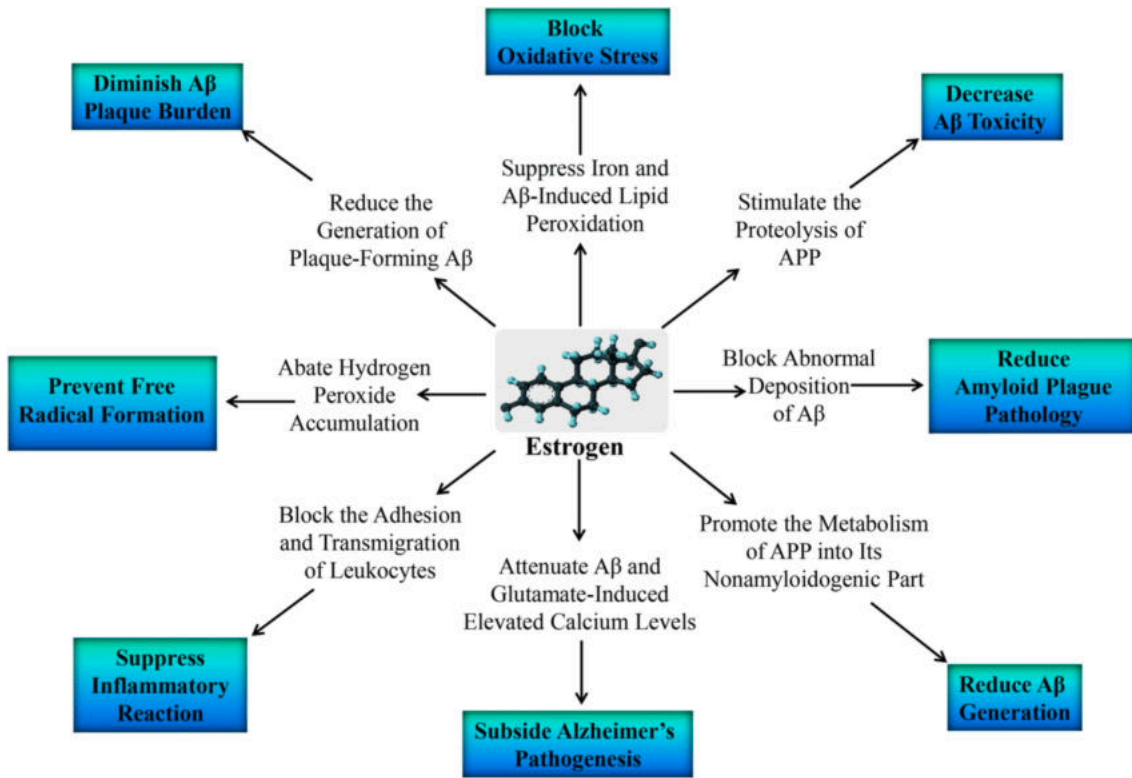 Block
Oxidative Stress
Diminish Aβ
Plaque Burden
Decrease
Aβ Toxicity
Suppress Iron and
Aβ-Induced Lipid
Peroxidation
Reduce the
Generation of
Plaque-Forming Aβ
Stimulate the
Proteolysis of
APP
Prevent Free
Radical Formation
Abate Hydrogen
Peroxide
Accumulation
Estrogen
Block Abnormal
Deposition
of Aβ
Reduce
Amyloid Plague
Pathology
Block the Adhesion
and Transmigration
of Leukocytes
Attenuate Aβ and
Glutamate-Induced
Elevated Calcium Levels
Promote the Metabolism
of APP into Its
Nonamyloidogenic Part
Suppress
Inflammatory
Reaction
Subside Alzheimer's
Pathogenesis
Reduce Aβ
Generation